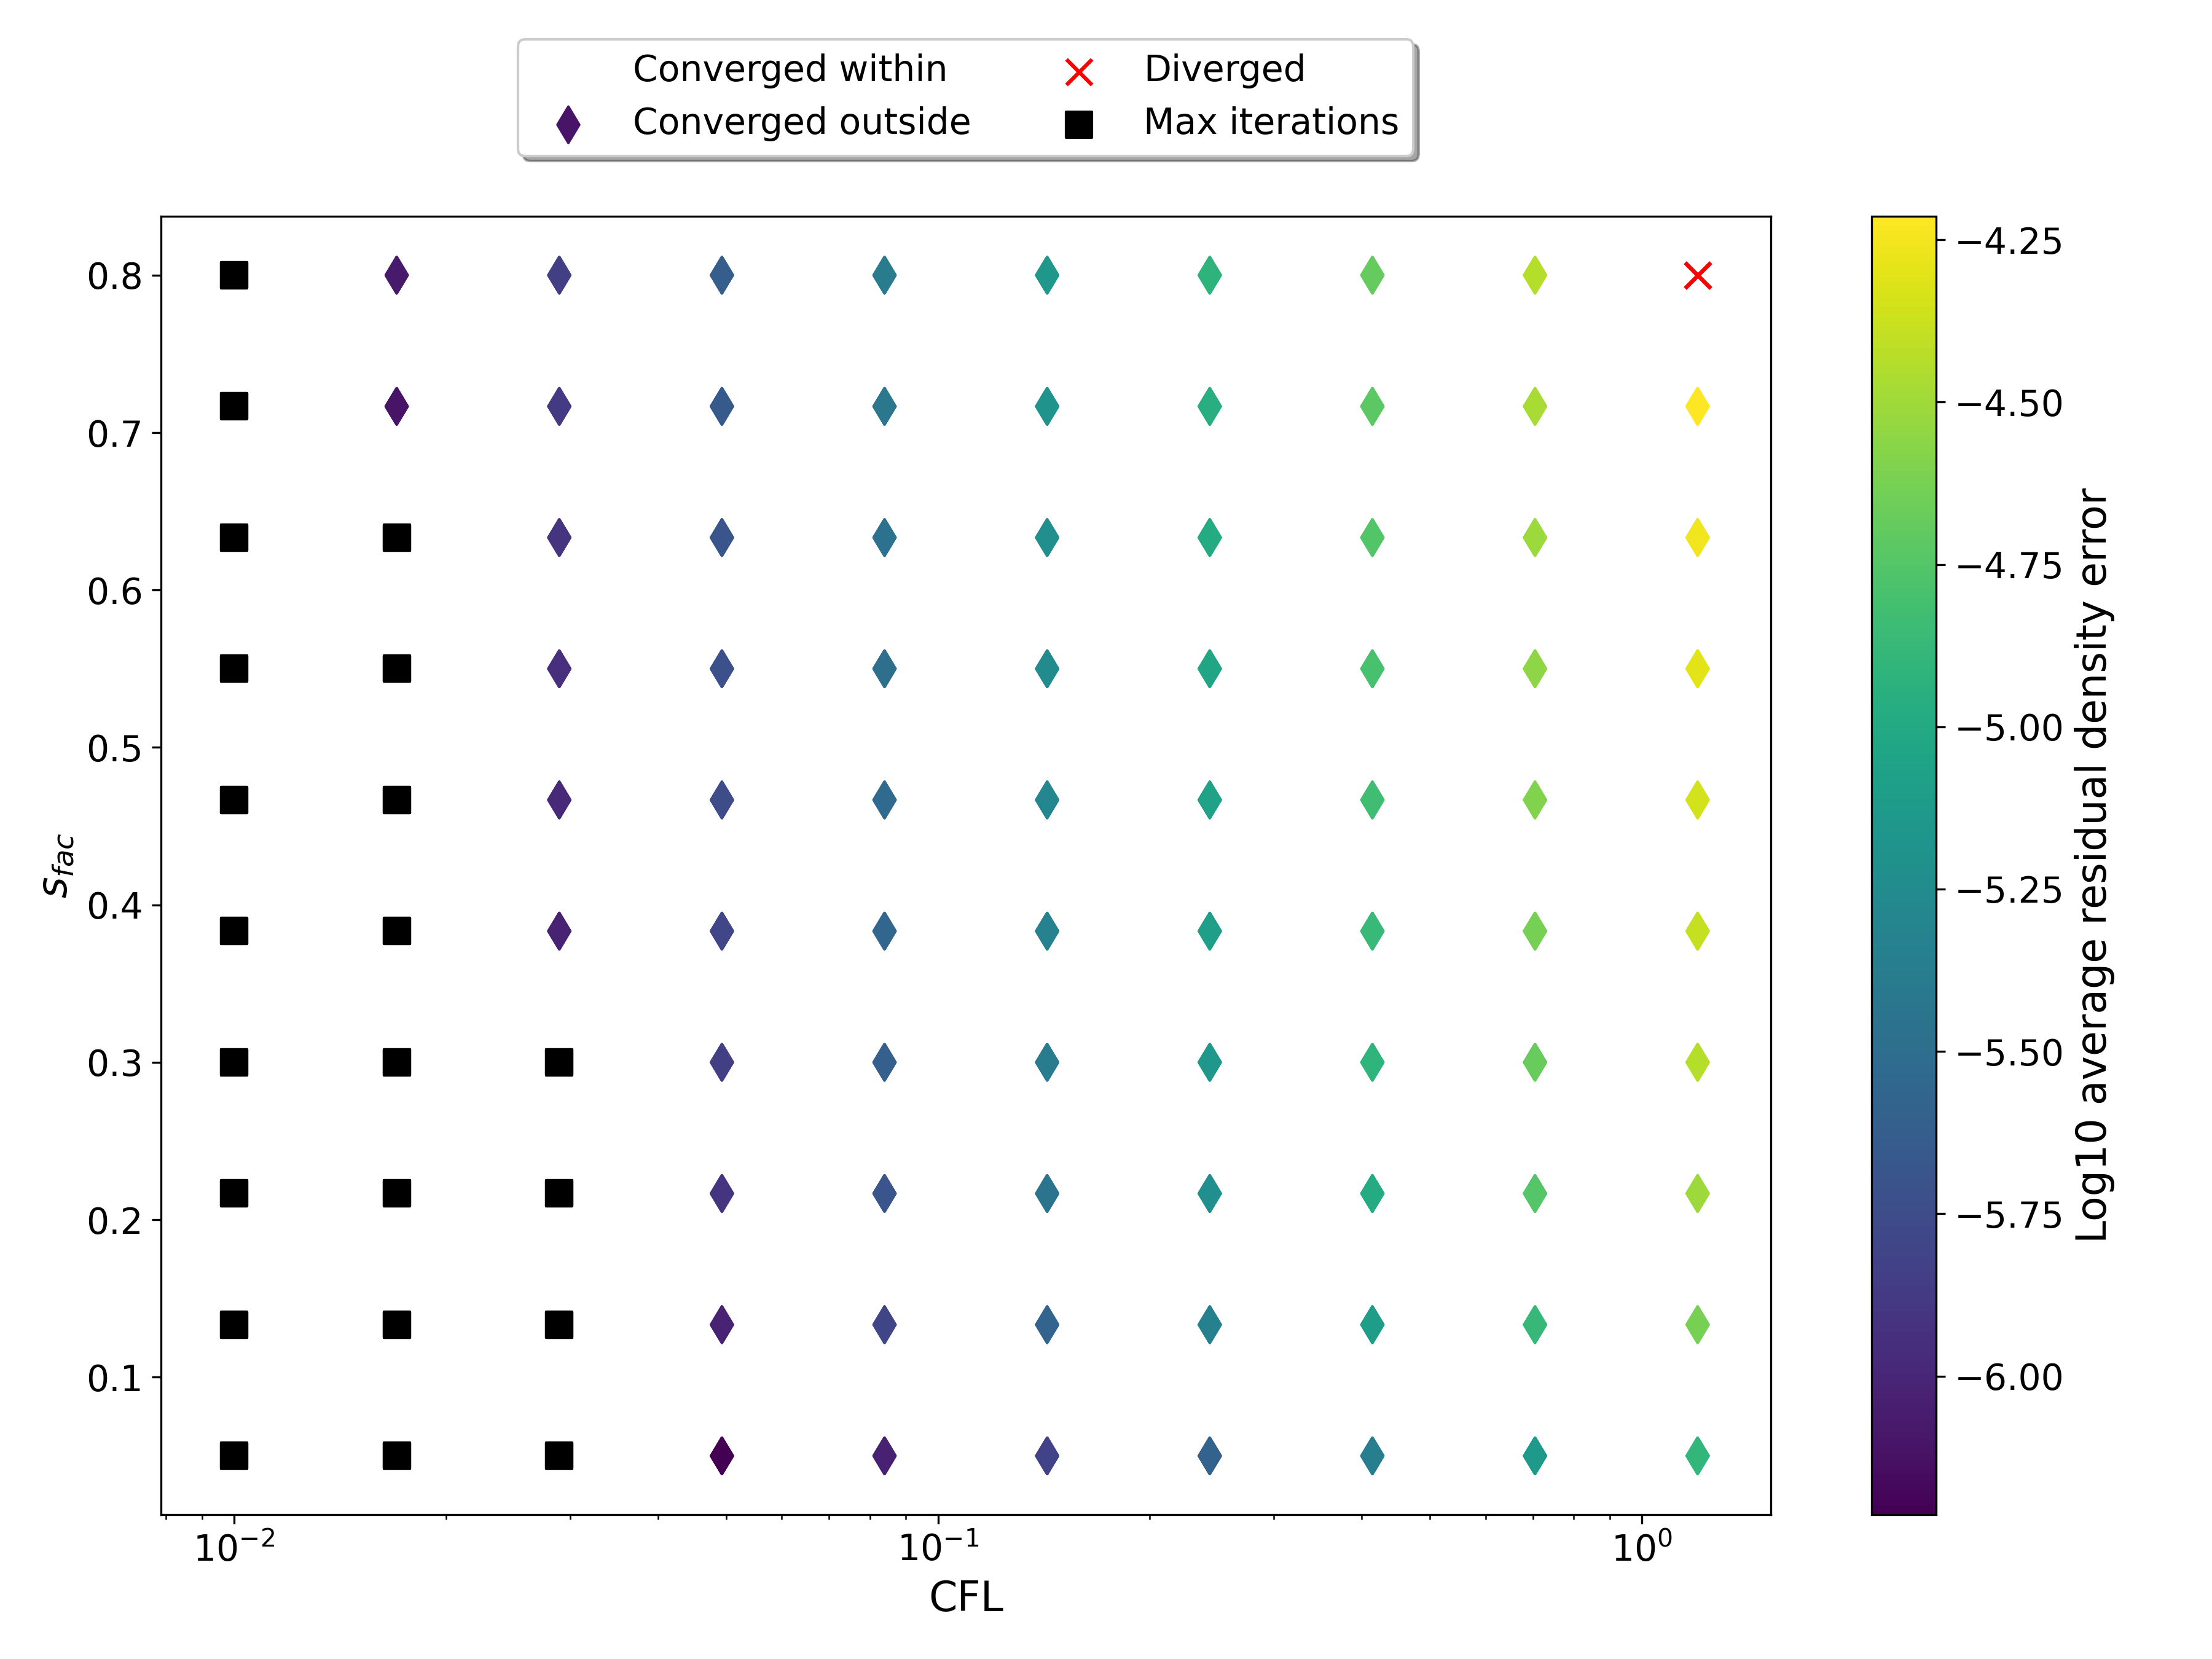 Converged within
Converged outside
Diverged
Max iterations
0.8
0.7
0.6
0.5
0.4
0.3
0.2
0.1
s_fac
10⁻²
10⁻¹
10⁰
CFL
−4.25
−4.50
−4.75
−5.00
−5.25
−5.50
−5.75
−6.00
Log10 average residual density error